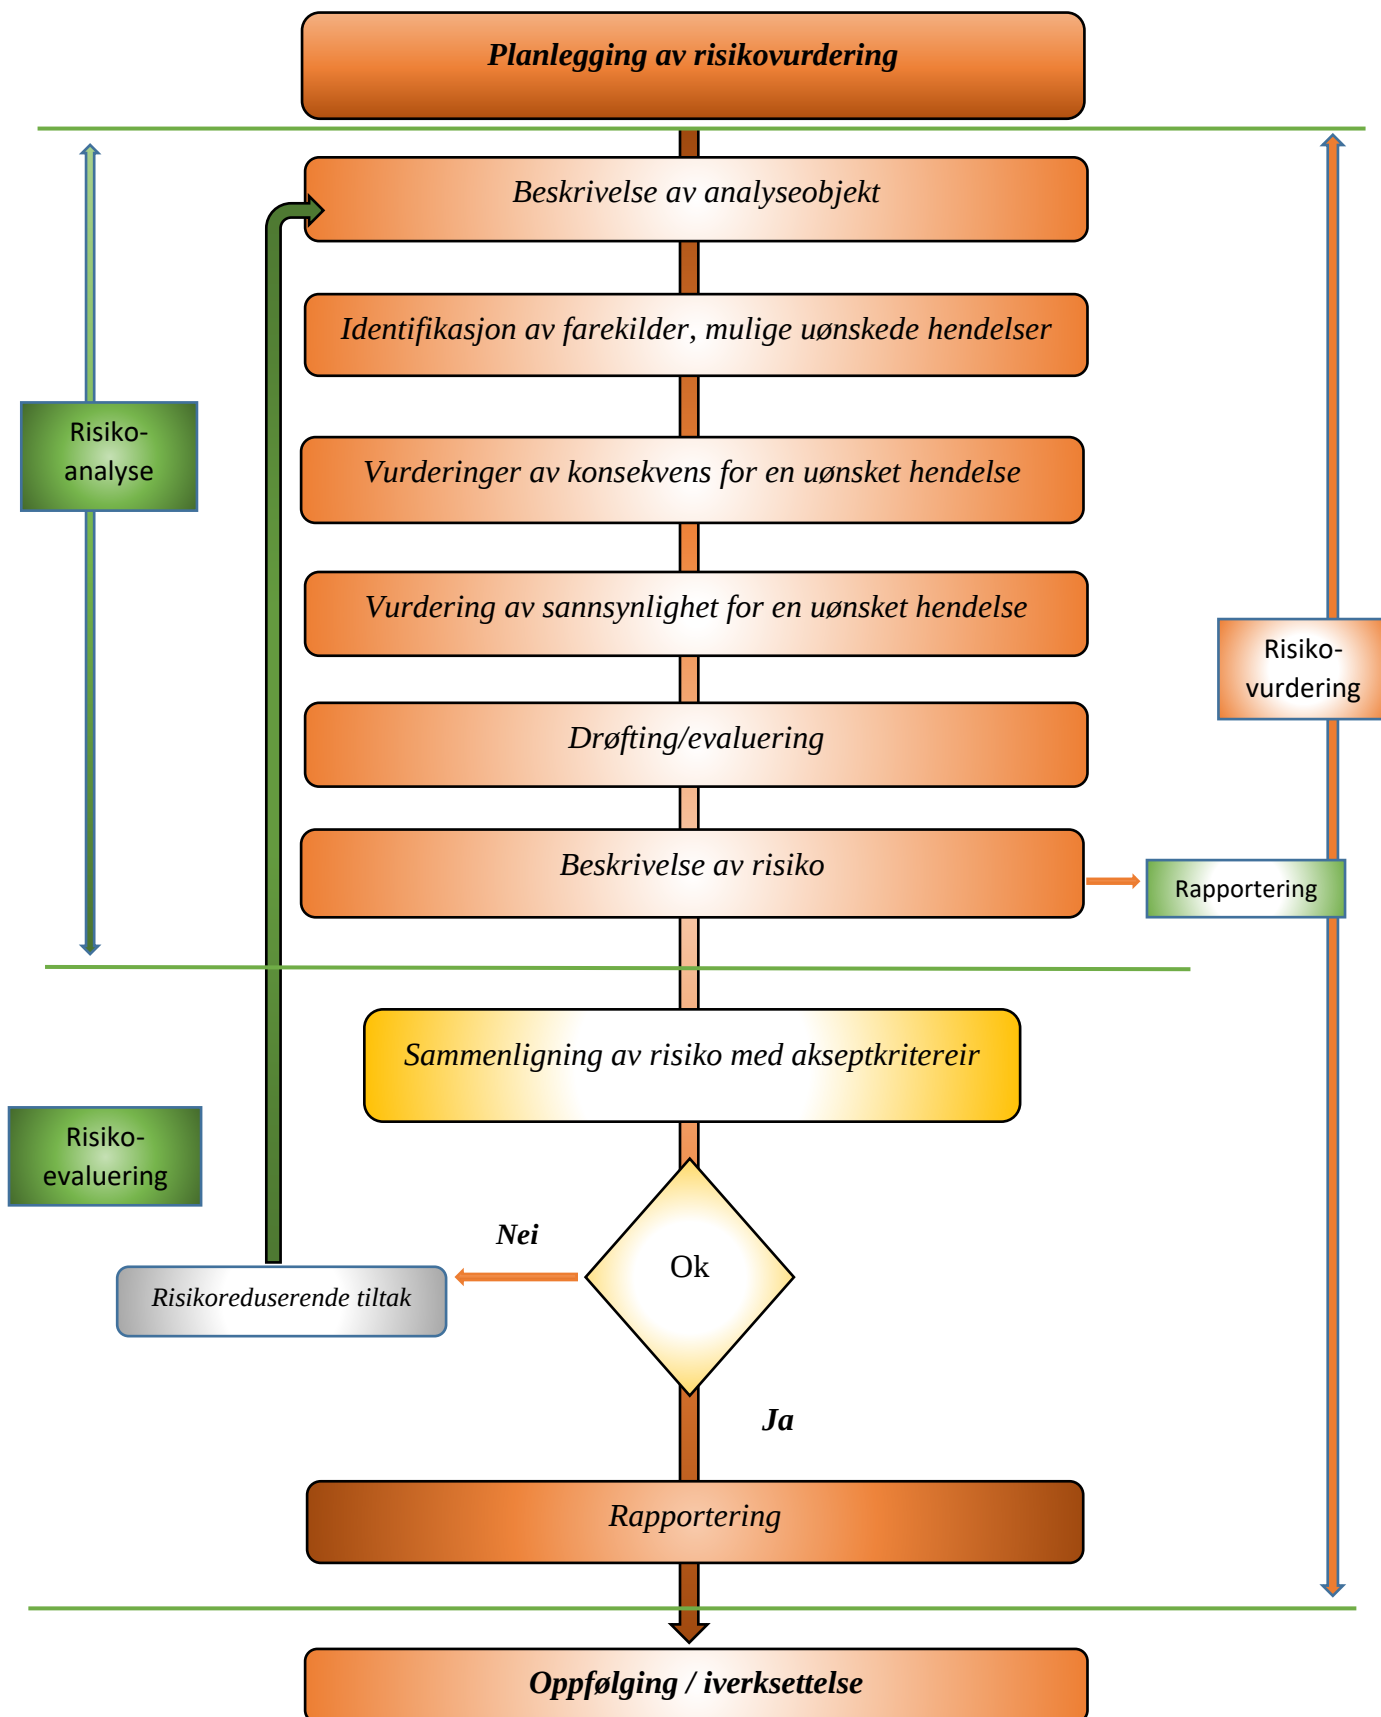 Planlegging av risikovurdering
Beskrivelse av analyseobjekt
Identifikasjon av farekilder, mulige uønskede hendelser
Risiko-
analyse
Vurderinger av konsekvens for en uønsket hendelse
Vurdering av sannsynlighet for en uønsket hendelse
Risiko-
vurdering
Drøfting/evaluering
Beskrivelse av risiko
Rapportering
Sammenligning av risiko med akseptkritereir
Risiko-
evaluering
Nei
Ok
Risikoreduserende tiltak
Ja
Rapportering
Oppfølging / iverksettelse